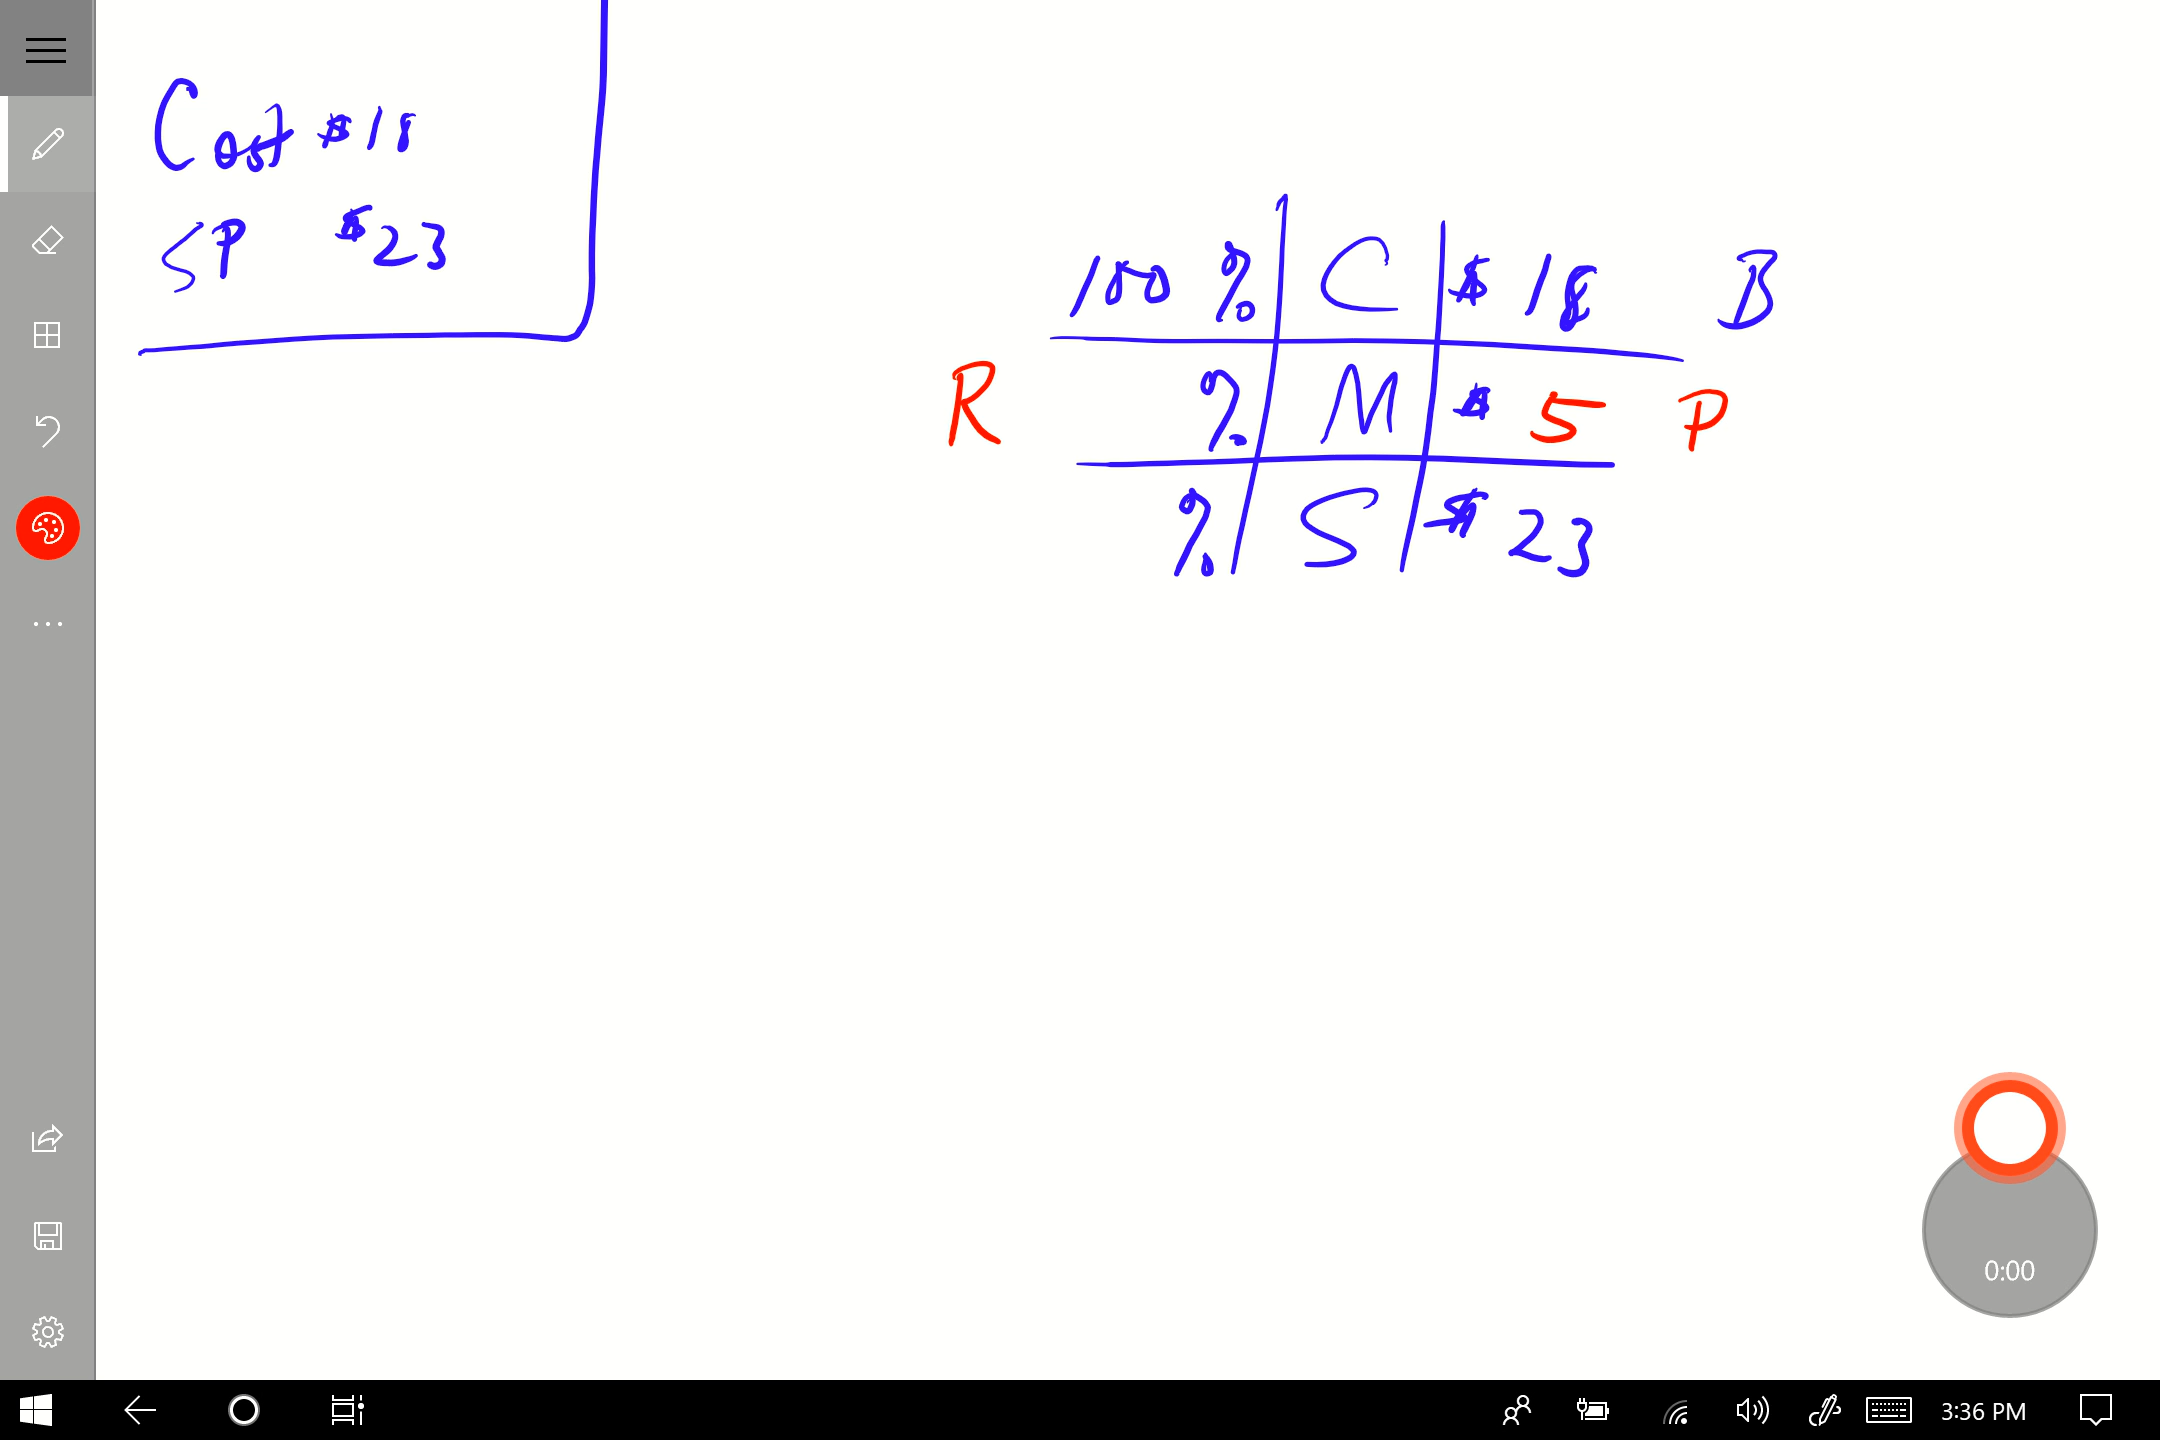 Cost $18
SP $23
100 % C $ 18 B
R % M $ 5 P
% S $ 23
0:00
3:36 PM